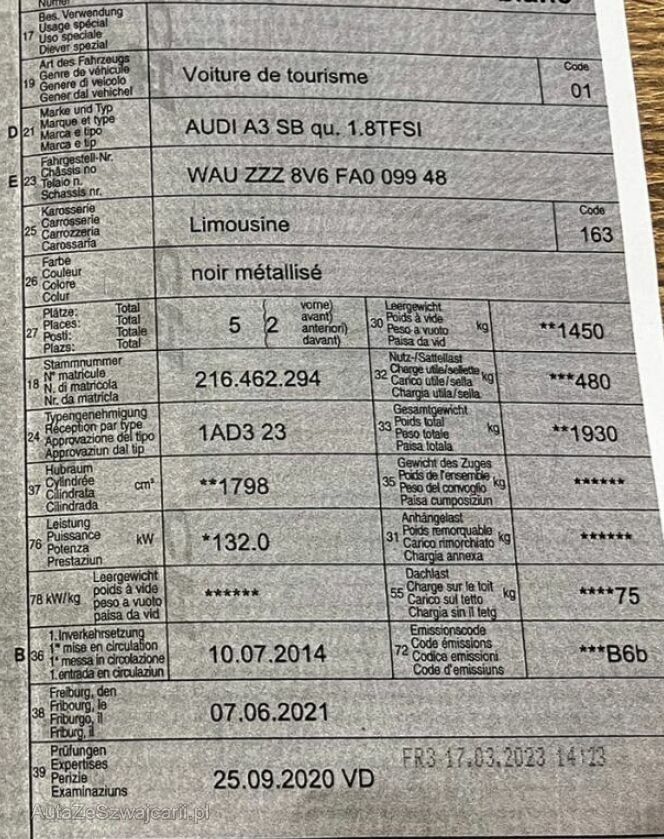 17 Bes. Verwendung
Usage spécial
Uso speciale
Diever spezial
19 Art des Fahrzeugs
Genre de véhicule
Genere di veicolo
Gener dal vehichel
Voiture de tourisme
Code
01
D 21 Marke und Typ
Marque et type
Marca e tipo
Marca e tip
AUDI A3 SB qu. 1.8TFSI
E 23 Fahrgestell-Nr.
Châssis no
Telaio n.
Schassis nr.
WAU ZZZ 8V6 FA0 099 48
25 Karosserie
Carrosserie
Carrozzeria
Carossaria
Limousine
Code
163
26 Farbe
Couleur
Colore
Colur
noir métallisé
27 Plätze: Total
Places: Total
Posti: Totale
Plazs: Total
5 (2 vorne)
avant)
anteriori)
davant)
30 Leergewicht
Poids à vide
Peso a vuoto
Paisa da vid
kg
**1450
18 Stammnummer
N° matricule
N. di matricola
Nr. da matricla
216.462.294
32 Nutz-/Sattellast
Charge utile/sellette
Carico utile/sella
Chargia utila/sella
kg
***480
24 Typengenehmigung
Réception par type
Approvazione del tipo
Approvaziun dal tip
1AD3 23
33 Gesamtgewicht
Poids total
Peso totale
Paisa totala
kg
**1930
37 Hubraum
Cylindrée
Cilindrata
Cilindrada
cm³
**1798
35 Gewicht des Zuges
Poids de l'ensemble
Peso del convoglio
Paisa cumposiziun
kg
******
76 Leistung
Puissance
Potenza
Prestaziun
kW
*132.0
31 Anhängelast
Poids remorquable
Carico rimorchiato
Chargia annexa
kg
******
78 kW/kg Leergewicht
poids à vide
peso a vuoto
paisa da vid
******
55 Dachlast
Charge sur le toit
Carico sul tetto
Chargia sin il tetg
kg
****75
B 36 1.Inverkehrsetzung
1re mise en circulation
1a messa in circolazione
1.entrada en circulaziun
10.07.2014
72 Emissionscode
Code émissions
Codice emissioni
Code d'emissiuns
***B6b
38 Freiburg, den
Fribourg, le
Friburgo, il
Friburg, il
07.06.2021
39 Prüfungen
Expertises
Perizie
Examinaziuns
25.09.2020 VD
FR3 17.03.2023 14:23
AutaZeSzwajcarii.pl